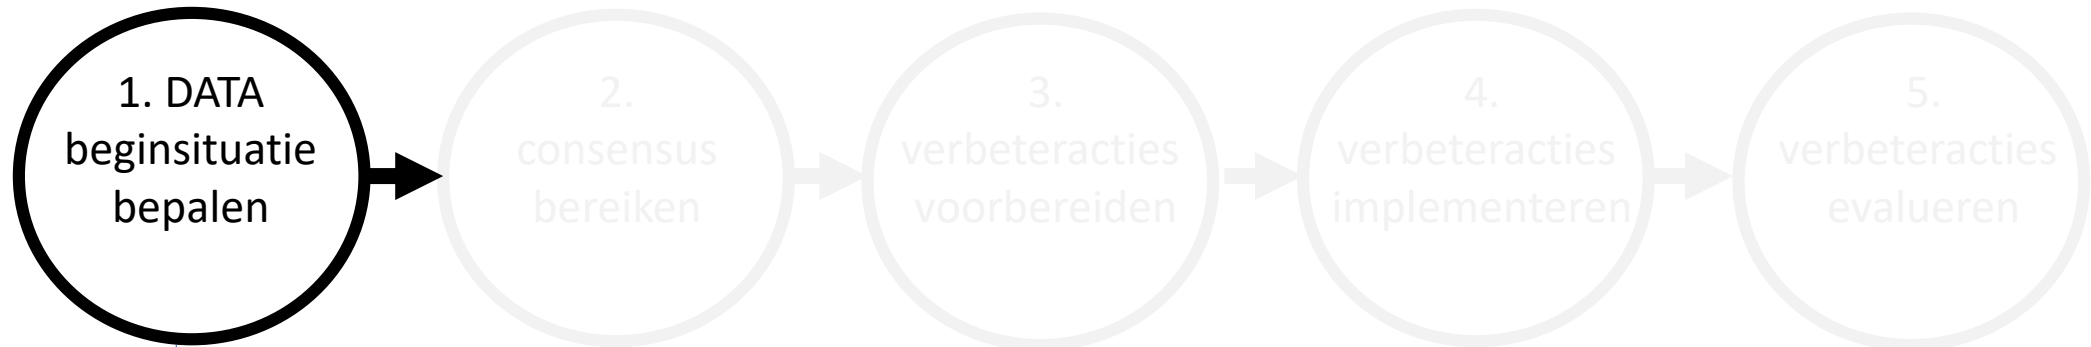 1. DATA
beginsituatie
bepalen
2.
consensus
bereiken
3.
verbeteracties
voorbereiden
4.
verbeteracties
implementeren
5.
verbeteracties
evalueren